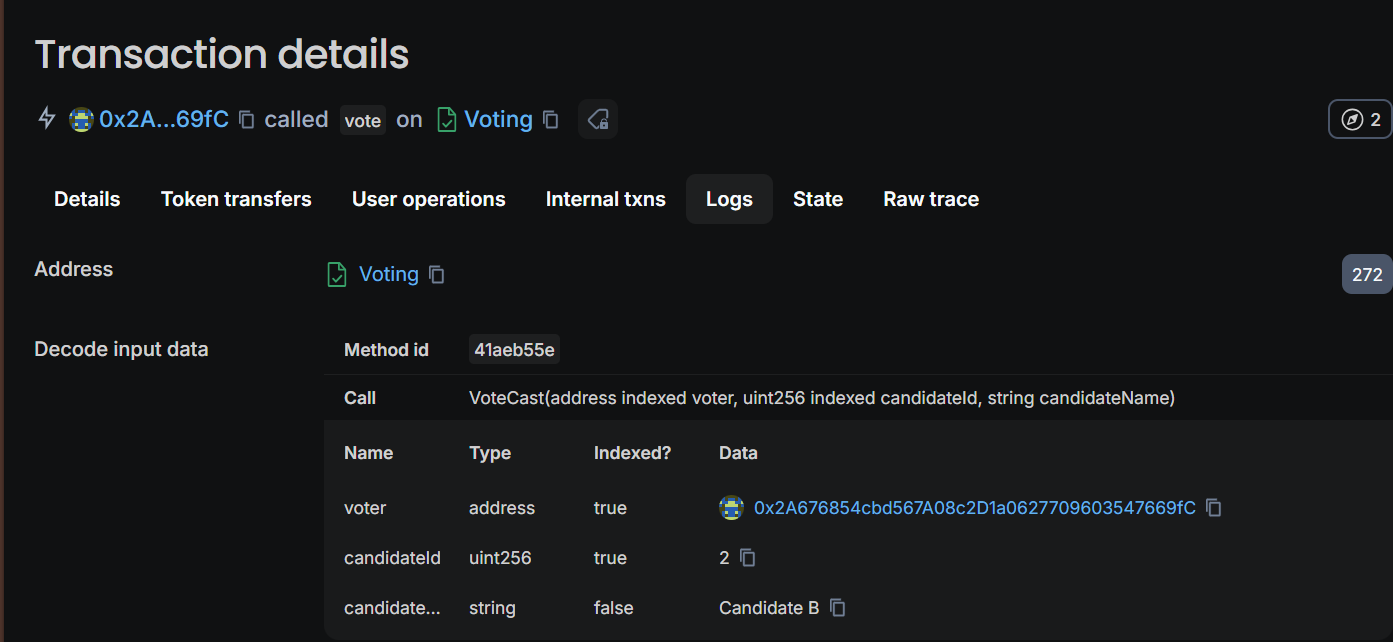 Transaction details
0x2A...69fC called vote on Voting
2
Details Token transfers User operations Internal txns Logs State Raw trace
Address Voting 272
Decode input data Method id 41aeb55e
Call VoteCast(address indexed voter, uint256 indexed candidateId, string candidateName)
Name Type Indexed? Data
voter address true 0x2A676854cbd567A08c2D1a0627709603547669fC
candidateId uint256 true 2
candidate... string false Candidate B